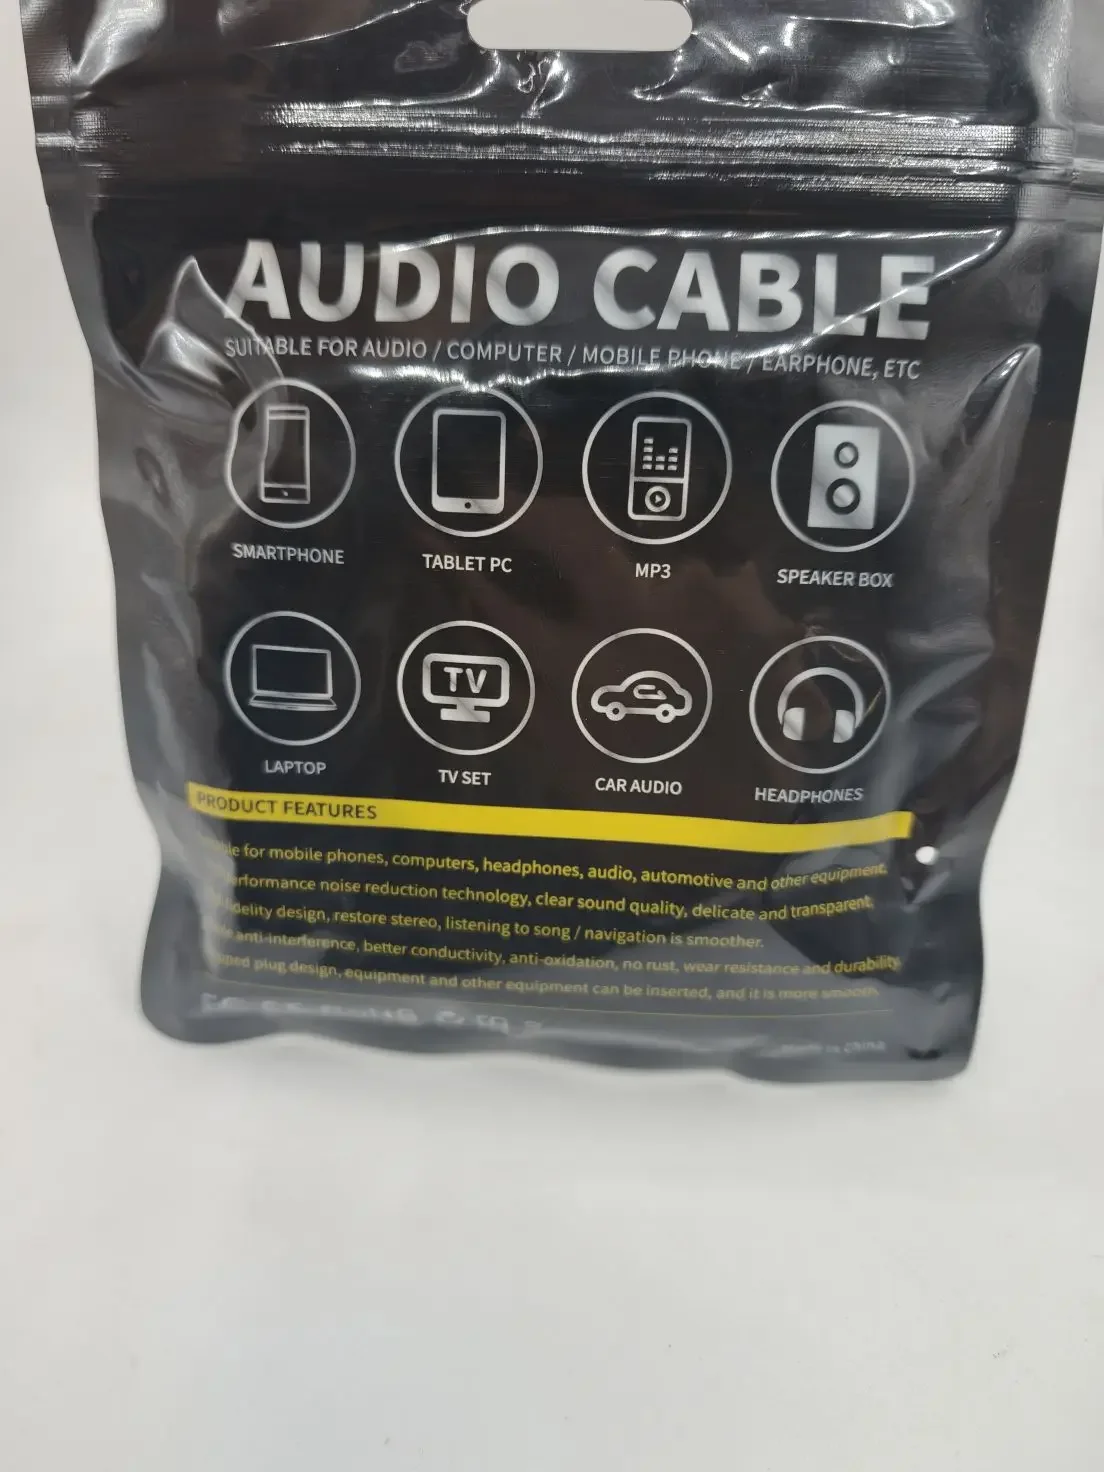 AUDIO CABLE
SUITABLE FOR AUDIO / COMPUTER / MOBILE PHONE / EARPHONE, ETC
SMARTPHONE
TABLET PC
MP3
SPEAKER BOX
TV
LAPTOP
TV SET
CAR AUDIO
HEADPHONES
PRODUCT FEATURES
for mobile phones, computers, headphones, audio, automotive and other equipment.
noise reduction technology, clear sound quality, delicate and transparent.
design, restore stereo, listening to song / navigation is smoother.
anti-interference, better conductivity, anti-oxidation, no rust, wear resistance and durability.
plug design, equipment and other equipment can be inserted, and it is more smooth.
Made in China